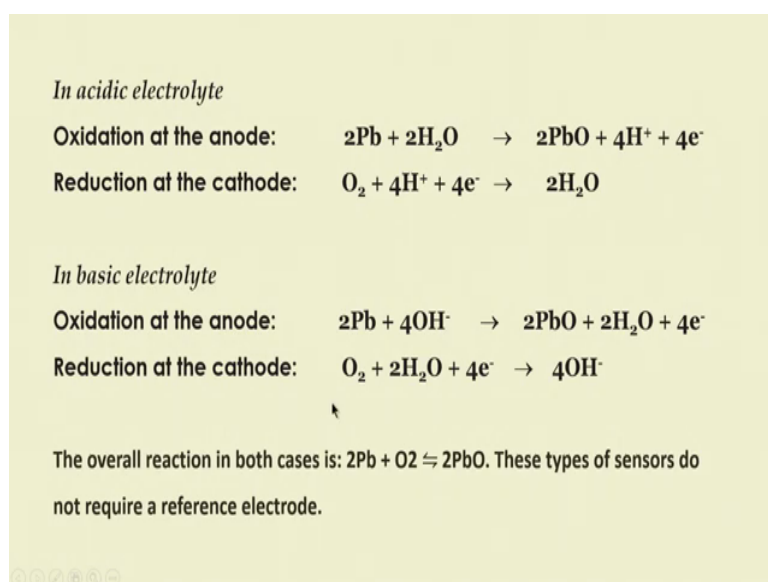 In acidic electrolyte
Oxidation at the anode: 2Pb + 2H₂O → 2PbO + 4H⁺ + 4e⁻
Reduction at the cathode: O₂ + 4H⁺ + 4e⁻ → 2H₂O
In basic electrolyte
Oxidation at the anode: 2Pb + 4OH⁻ → 2PbO + 2H₂O + 4e⁻
Reduction at the cathode: O₂ + 2H₂O + 4e⁻ → 4OH⁻
The overall reaction in both cases is: 2Pb + O2 ⇋ 2PbO. These types of sensors do
not require a reference electrode.